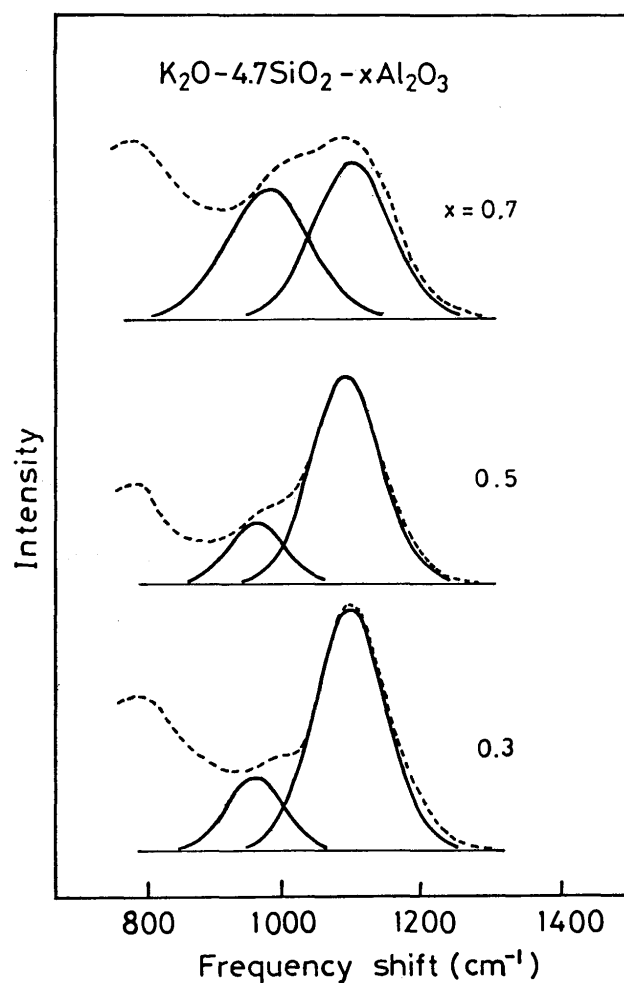 K₂O-4.7SiO₂-xAl₂O₃
x = 0.7
0.5
0.3
Intensity
800 1000 1200 1400
Frequency shift (cm⁻¹)